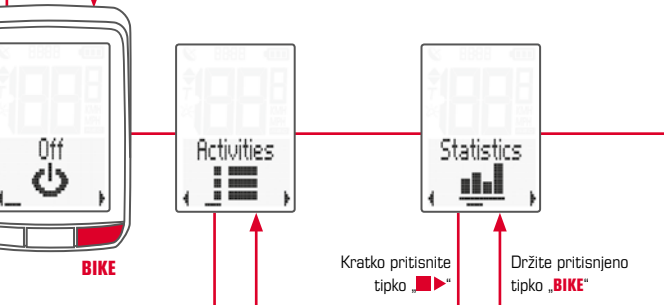 Off
Activities
Statistics
BIKE
Kratko pritisnite
tipko „■▶“
Držite pritisnjeno
tipko „BIKE“